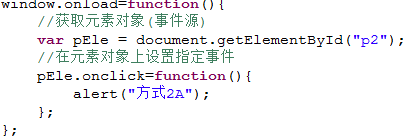 window.onload=function(){
//获取元素对象(事件源)
var pEle = document.getElementById("p2");
//在元素对象上设置指定事件
pEle.onclick=function(){
alert("方式2A");
};
};